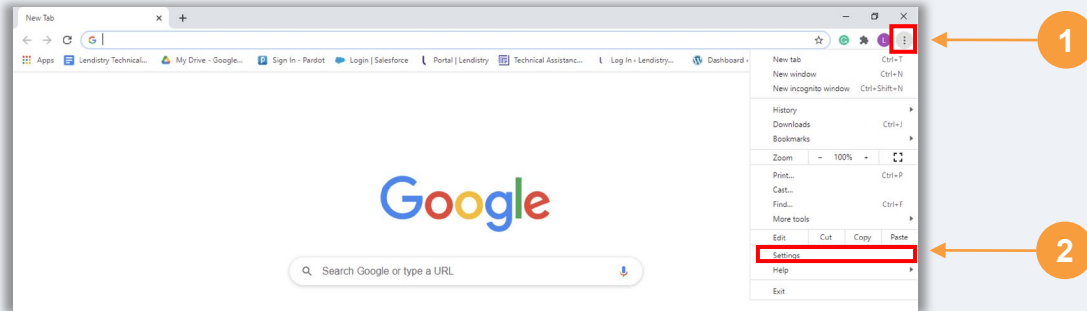 New Tab
G
Apps Lendistry Technical... My Drive - Google... Sign In - Pardot Login | Salesforce Portal | Lendistry Technical Assistanc... Log In ‹ Lendistry... Dashboard ‹
L
1
New tab Ctrl+T
New window Ctrl+N
New incognito window Ctrl+Shift+N
History
Downloads Ctrl+J
Bookmarks
Zoom - 100% +
Print... Ctrl+P
Cast...
Find... Ctrl+F
More tools
Edit Cut Copy Paste
Settings
2
Help
Exit
Google
Search Google or type a URL